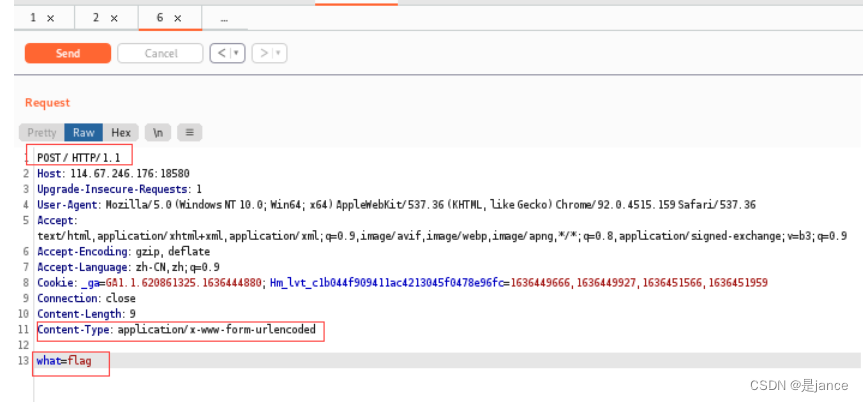 1 × 2 × 6 × ...
Send Cancel < ▾ > ▾
Request
Pretty Raw Hex \n ≡
1 POST / HTTP/1.1
2 Host: 114.67.246.176:18580
3 Upgrade-Insecure-Requests: 1
4 User-Agent: Mozilla/5.0 (Windows NT 10.0; Win64; x64) AppleWebKit/537.36 (KHTML, like Gecko) Chrome/92.0.4515.159 Safari/537.36
5 Accept:
text/html,application/xhtml+xml,application/xml;q=0.9,image/avif,image/webp,image/apng,*/*;q=0.8,application/signed-exchange;v=b3;q=0.9
6 Accept-Encoding: gzip, deflate
7 Accept-Language: zh-CN,zh;q=0.9
8 Cookie: _ga=GA1.1.620861325.1636444880; Hm_lvt_c1b044f909411ac4213045f0478e96fc=1636449666,1636449927,1636451566,1636451959
9 Connection: close
10 Content-Length: 9
11 Content-Type: application/x-www-form-urlencoded
12
13 what=flag
CSDN @是jance